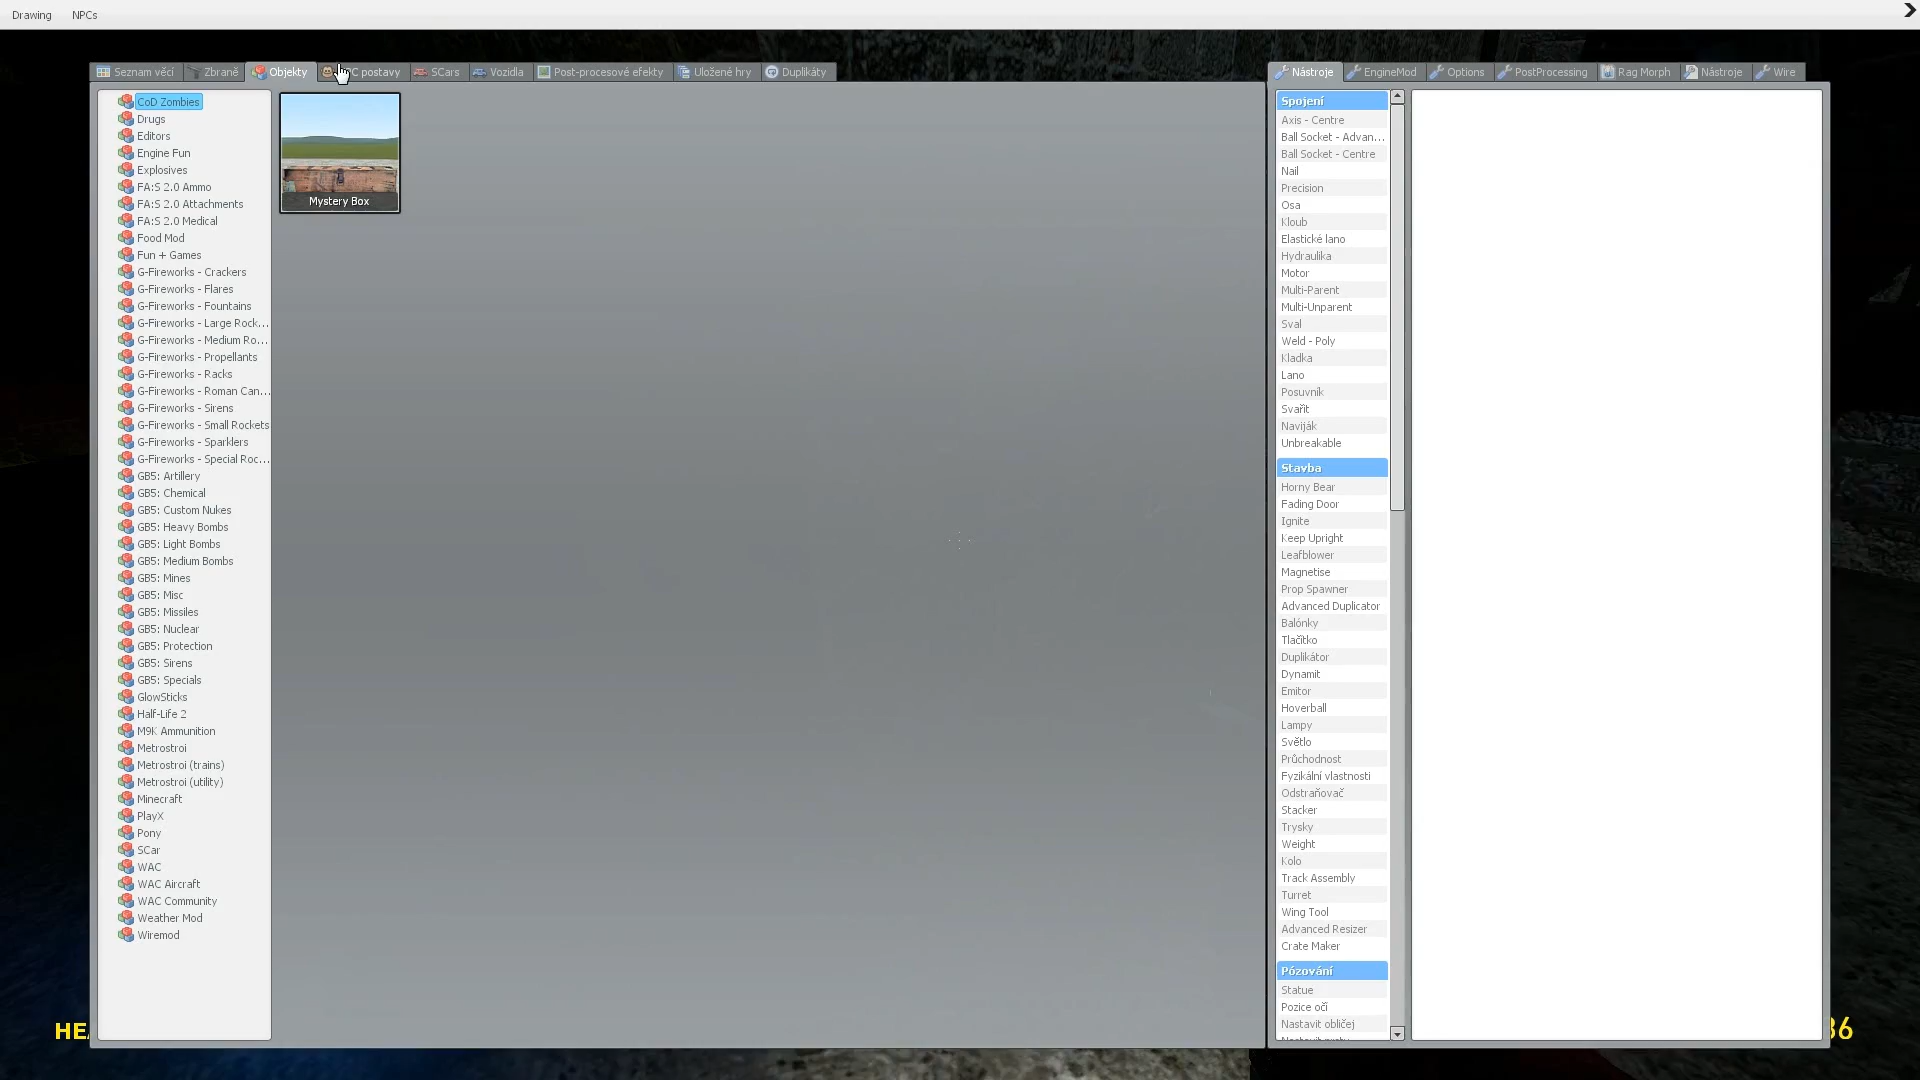 Drawing NPCs
Seznam věcí Zbraně Objekty postavy SCars Vozidla Post-procesové efekty Uložené hry Duplikáty
Nástroje EngineMod Options PostProcessing Rag Morph Nástroje Wire
CoD Zombies
Drugs
Editors
Engine Fun
Explosives
FA:S 2.0 Ammo
FA:S 2.0 Attachments
FA:S 2.0 Medical
Food Mod
Fun + Games
G-Fireworks - Crackers
G-Fireworks - Flares
G-Fireworks - Fountains
G-Fireworks - Large Rock...
G-Fireworks - Medium Ro...
G-Fireworks - Propellants
G-Fireworks - Racks
G-Fireworks - Roman Can...
G-Fireworks - Sirens
G-Fireworks - Small Rockets
G-Fireworks - Sparklers
G-Fireworks - Special Roc...
GB5: Artillery
GB5: Chemical
GB5: Custom Nukes
GB5: Heavy Bombs
GB5: Light Bombs
GB5: Medium Bombs
GB5: Mines
GB5: Misc
GB5: Missiles
GB5: Nuclear
GB5: Protection
GB5: Sirens
GB5: Specials
GlowSticks
Half-Life 2
M9K Ammunition
Metrostroi
Metrostroi (trains)
Metrostroi (utility)
Minecraft
PlayX
Pony
SCar
WAC
WAC Aircraft
WAC Community
Weather Mod
Wiremod
Mystery Box
Spojení
Axis - Centre
Ball Socket - Advan...
Ball Socket - Centre
Nail
Precision
Osa
Kloub
Elastické lano
Hydraulika
Motor
Multi-Parent
Multi-Unparent
Sval
Weld - Poly
Kladka
Lano
Posuvník
Svařit
Naviják
Unbreakable
Stavba
Horny Bear
Fading Door
Ignite
Keep Upright
Leafblower
Magnetise
Prop Spawner
Advanced Duplicator
Balónky
Tlačítko
Duplikátor
Dynamit
Emitor
Hoverball
Lampy
Světlo
Průchodnost
Fyzikální vlastnosti
Odstraňovač
Stacker
Trysky
Weight
Kolo
Track Assembly
Turret
Wing Tool
Advanced Resizer
Crate Maker
Pózování
Statue
Pozice očí
Nastavit obličej